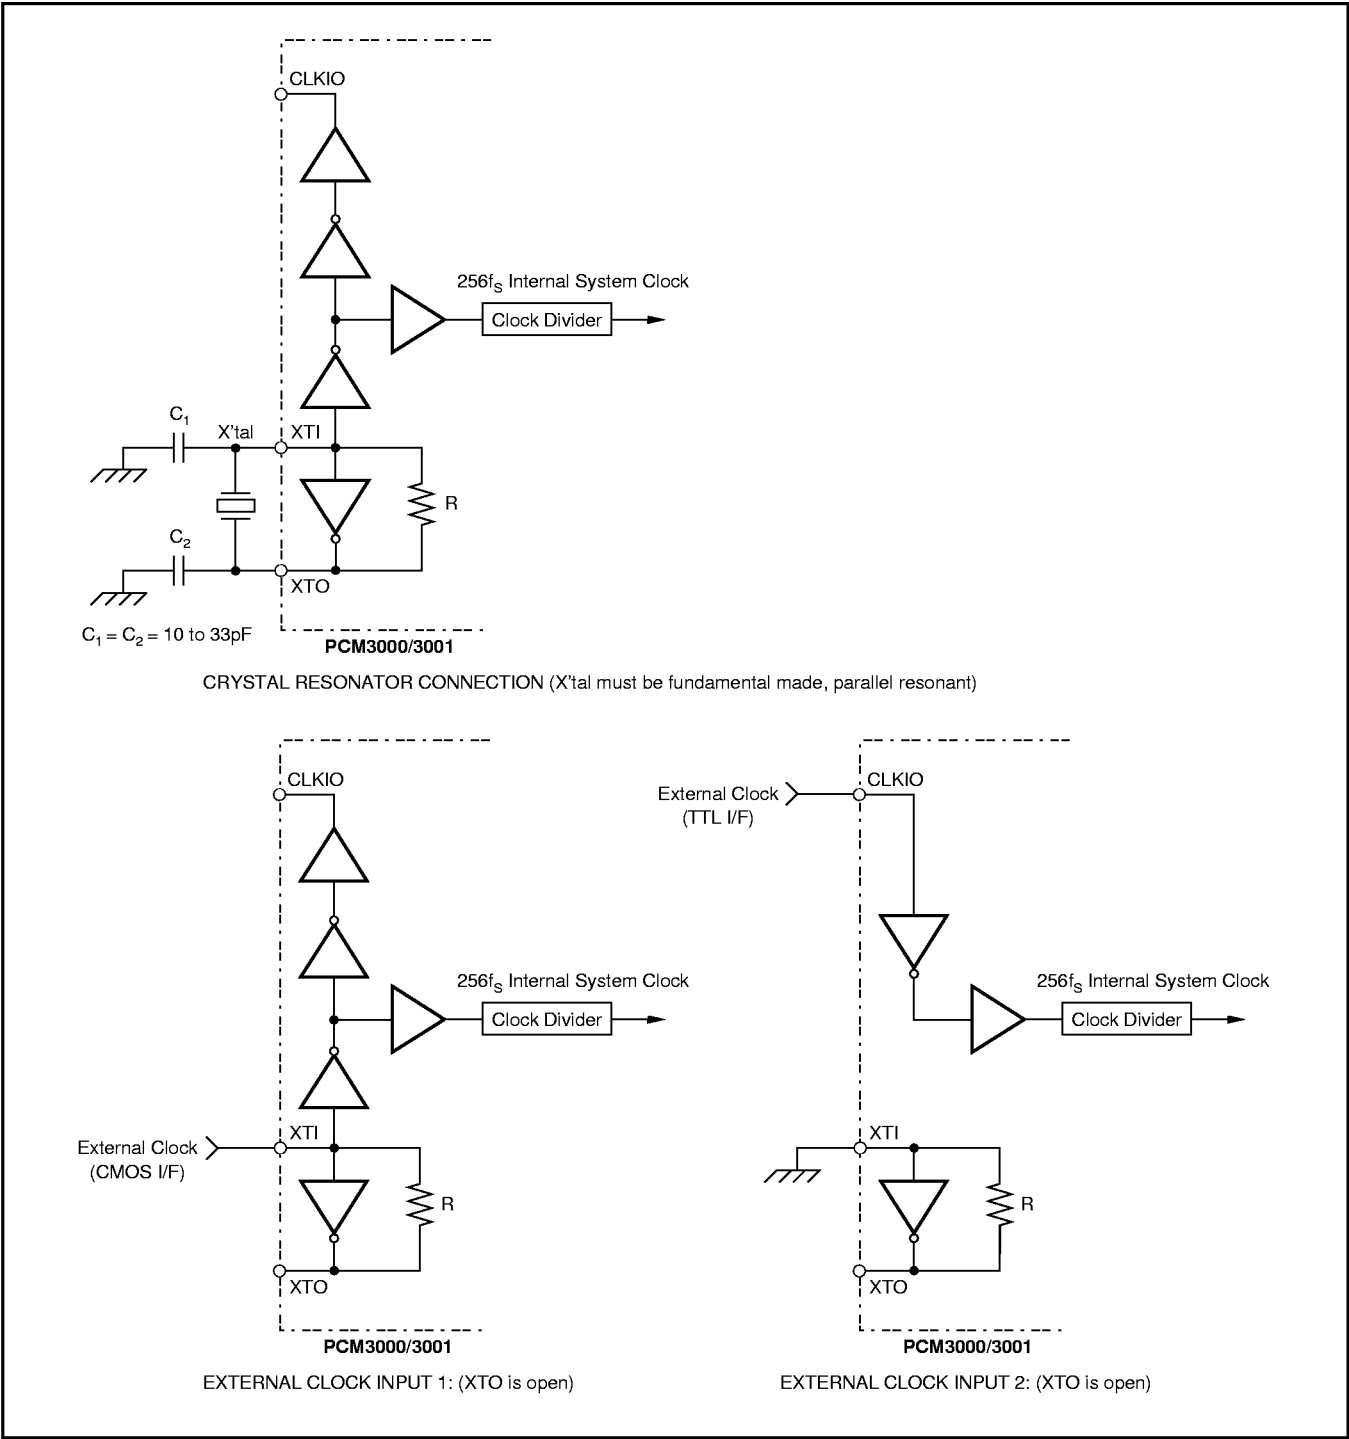 CLKIO
256fS Internal System Clock
Clock Divider
C1
X'tal
XTI
R
C2
XTO
C1 = C2 = 10 to 33pF
PCM3000/3001
CRYSTAL RESONATOR CONNECTION (X'tal must be fundamental made, parallel resonant)
CLKIO
256fS Internal System Clock
Clock Divider
XTI
External Clock
(CMOS I/F)
R
XTO
PCM3000/3001
EXTERNAL CLOCK INPUT 1: (XTO is open)
CLKIO
External Clock
(TTL I/F)
256fS Internal System Clock
Clock Divider
XTI
R
XTO
PCM3000/3001
EXTERNAL CLOCK INPUT 2: (XTO is open)